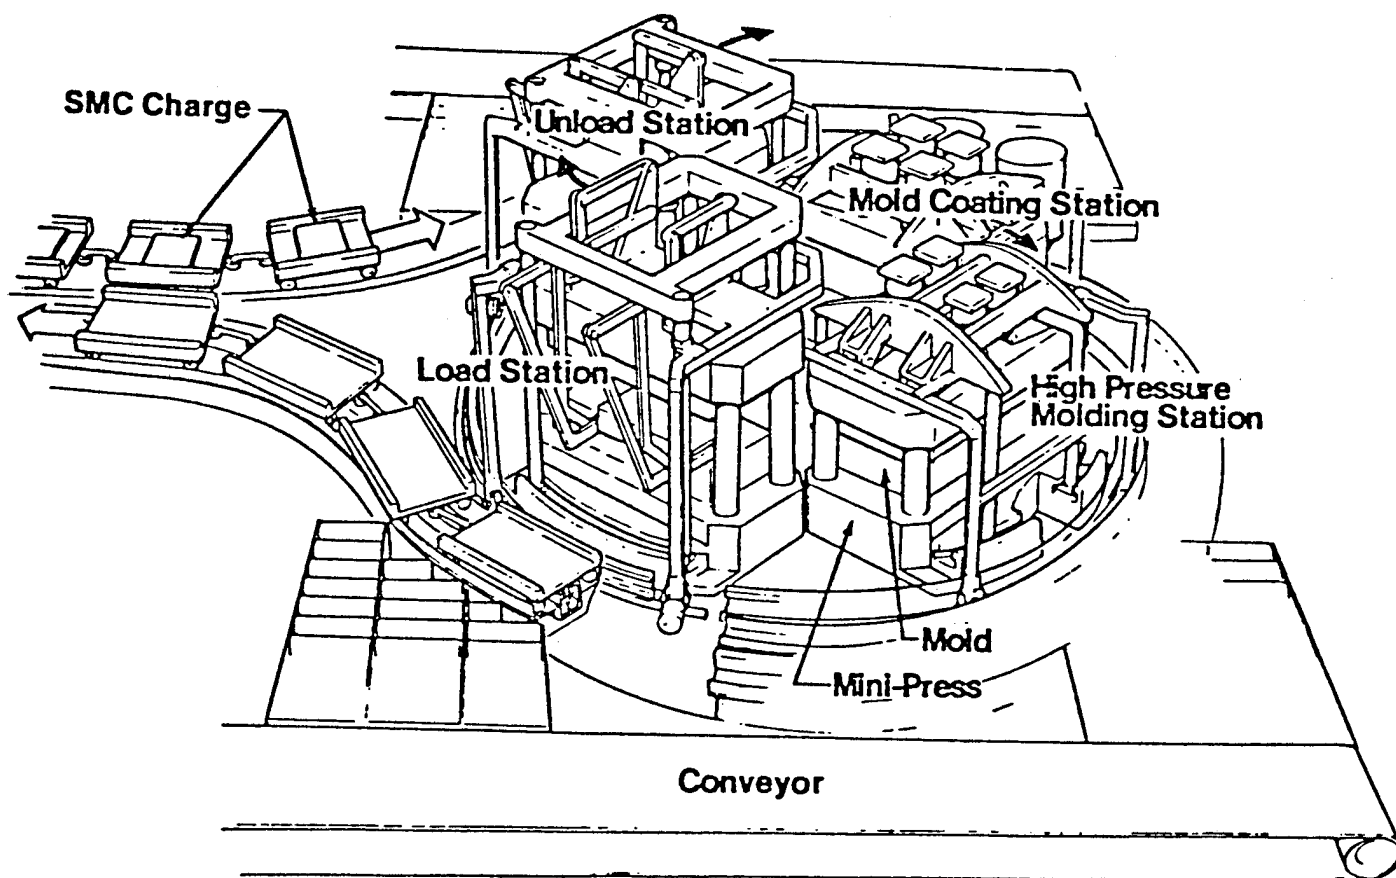 SMC Charge
Unload Station
Mold Coating Station
Load Station
High Pressure
Molding Station
Mold
Mini-Press
Conveyor